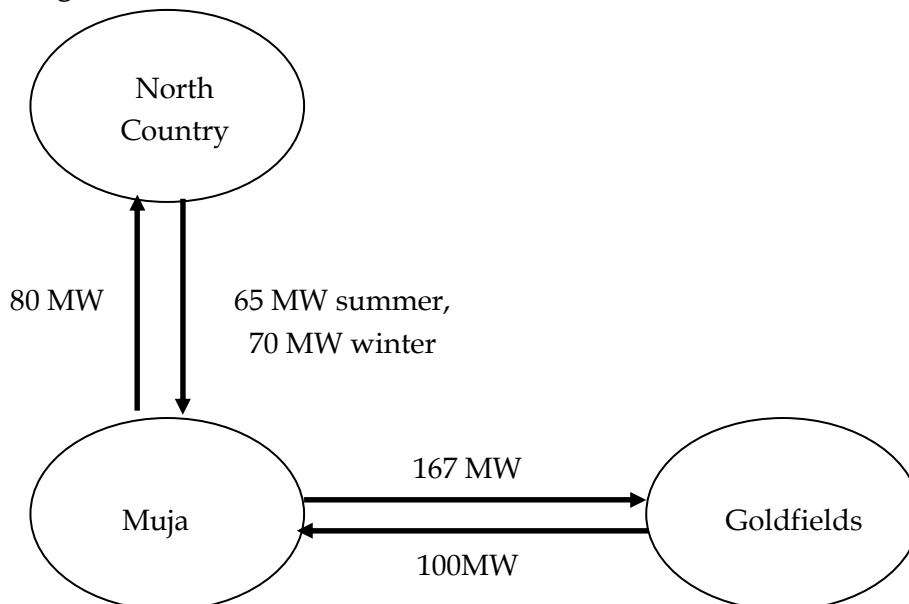 North
Country
80 MW
65 MW summer,
70 MW winter
167 MW
Muja
Goldfields
100MW